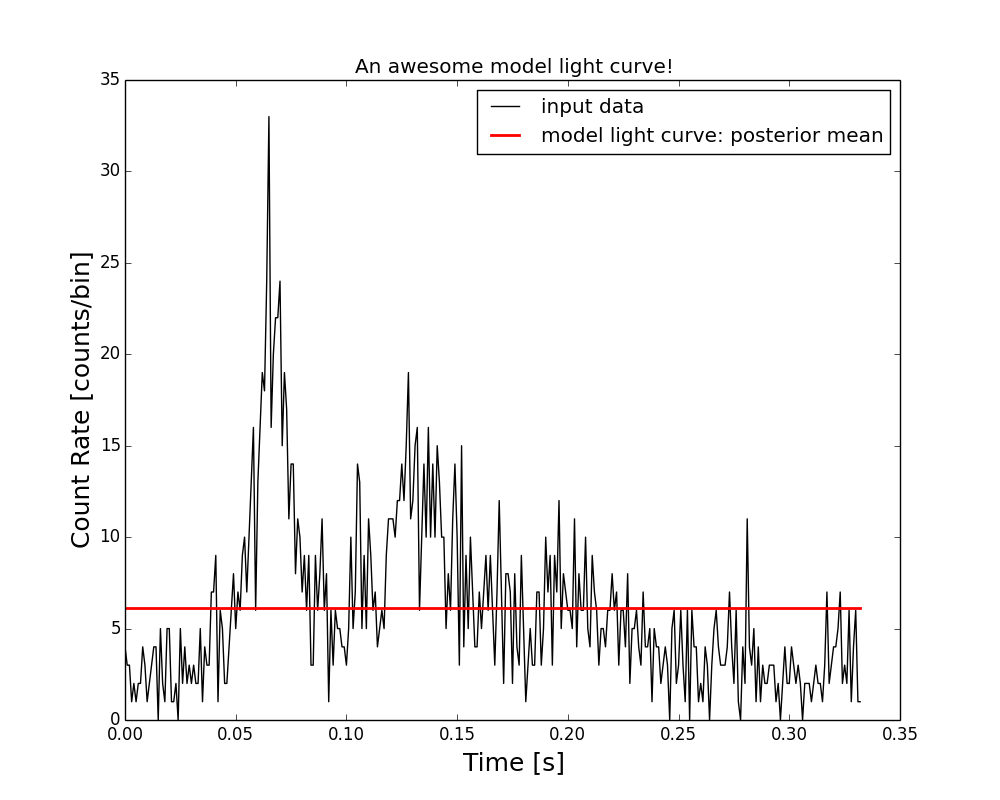 An awesome model light curve!
input data
model light curve: posterior mean
Count Rate [counts/bin]
35
30
25
20
15
10
5
0
0.00 0.05 0.10 0.15 0.20 0.25 0.30 0.35
Time [s]